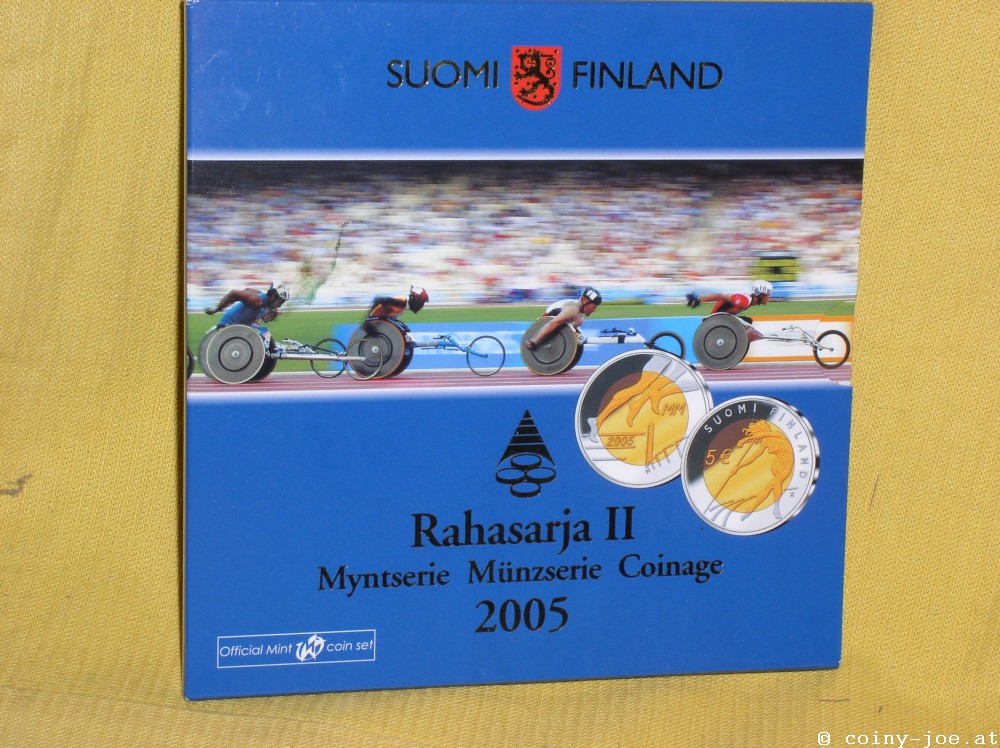 SUOMI FINLAND
MM
2005
SUOMI FINLAND
5€
Rahasarja II
Myntserie Münzserie Coinage
2005
Official Mint coin set
© coiny-joe.at